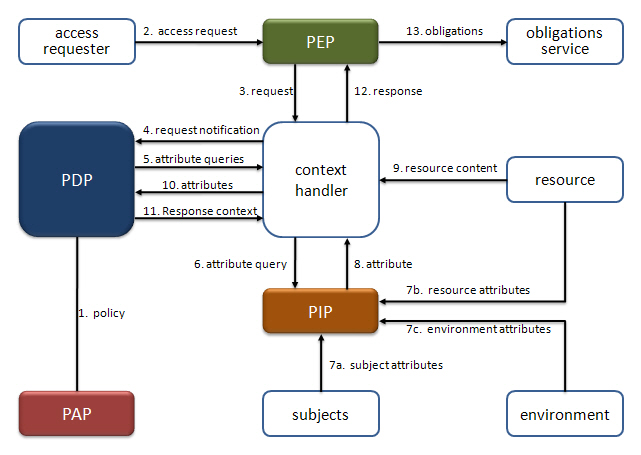 access
requester
2. access request
PEP
13. obligations
obligations
service
3. request
12. response
4. request notification
5. attribute queries
PDP
10. attributes
11. Response context
context
handler
9. resource content
resource
6. attribute query
8. attribute
7b. resource attributes
PIP
7c. environment attributes
1. policy
7a. subject attributes
PAP
subjects
environment